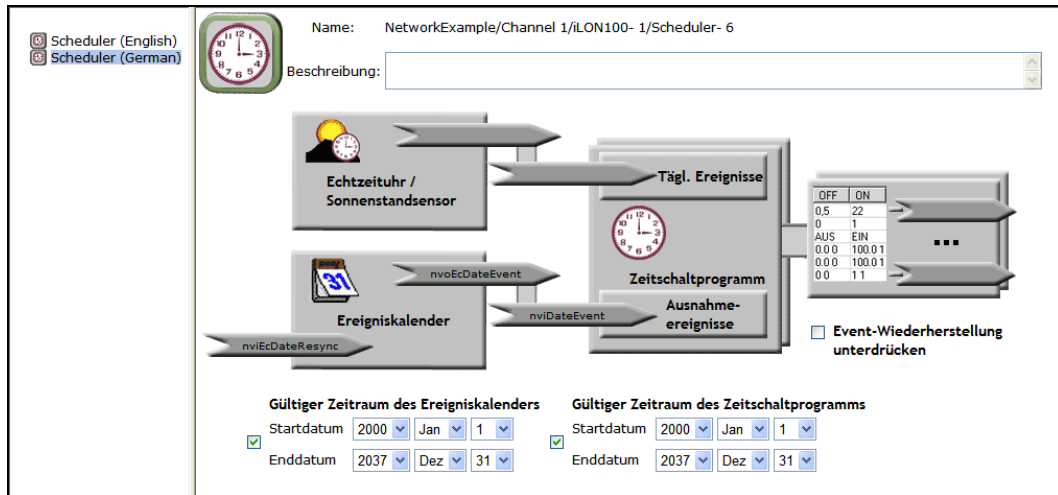 Scheduler (English)
Scheduler (German)
Name: NetworkExample/Channel 1/iLON100- 1/Scheduler- 6
Beschreibung:
Echtzeituhr /
Sonnenstandsensor
Tägl. Ereignisse
Zeitschaltprogramm
Ausnahme-
ereignisse
31
nvoEcDateEvent
nviDateEvent
Ereigniskalender
nviEcDateResync
OFF ON
0,5 22
0 1
AUS EIN
0.0 0 100.0 1
0.0 0 100.0 1
0 0 1 1
...
Event-Wiederherstellung
unterdrücken
Gültiger Zeitraum des Ereigniskalenders
Startdatum 2000 Jan 1
Enddatum 2037 Dez 31
Gültiger Zeitraum des Zeitschaltprogramms
Startdatum 2000 Jan 1
Enddatum 2037 Dez 31